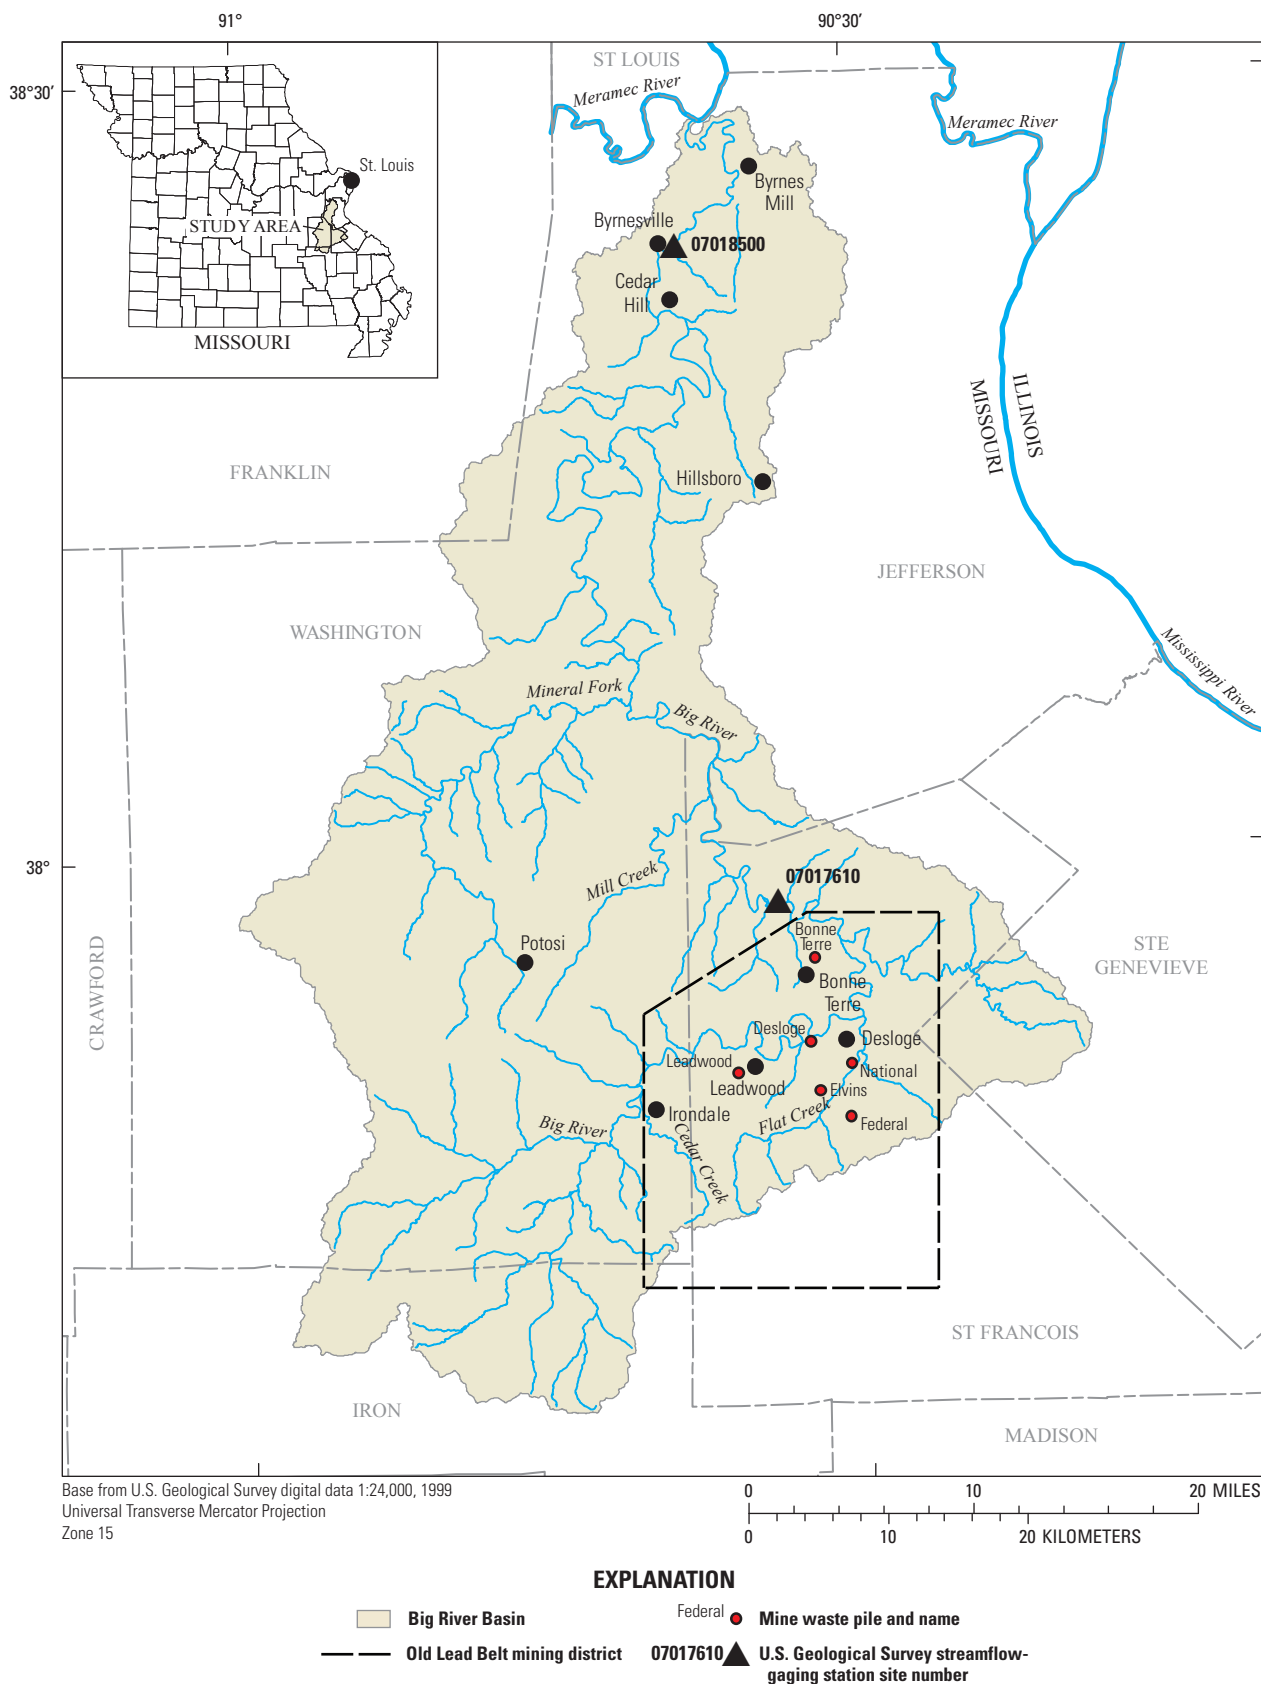 91°
90°30′
38°30′
ST LOUIS
Meramec River
Meramec River
St. Louis
STUDY AREA
MISSOURI
Byrnes
Mill
Byrnesville
07018500
Cedar
Hill
ILLINOIS
MISSOURI
FRANKLIN
Hillsboro
JEFFERSON
WASHINGTON
Mississippi River
Mineral Fork
Big River
38°
Mill Creek
07017610
Bonne
Terre
Potosi
STE
GENEVIEVE
Bonne
Terre
CRAWFORD
Desloge
Desloge
Leadwood
National
Leadwood
Elvins
Irondale
Flat Creek
Federal
Big River
Cedar Creek
ST FRANCOIS
IRON
MADISON
Base from U.S. Geological Survey digital data 1:24,000, 1999
Universal Transverse Mercator Projection
Zone 15
0 10 20 MILES
0 10 20 KILOMETERS
EXPLANATION
Big River Basin
Federal Mine waste pile and name
Old Lead Belt mining district
07017610 U.S. Geological Survey streamflow-
gaging station site number